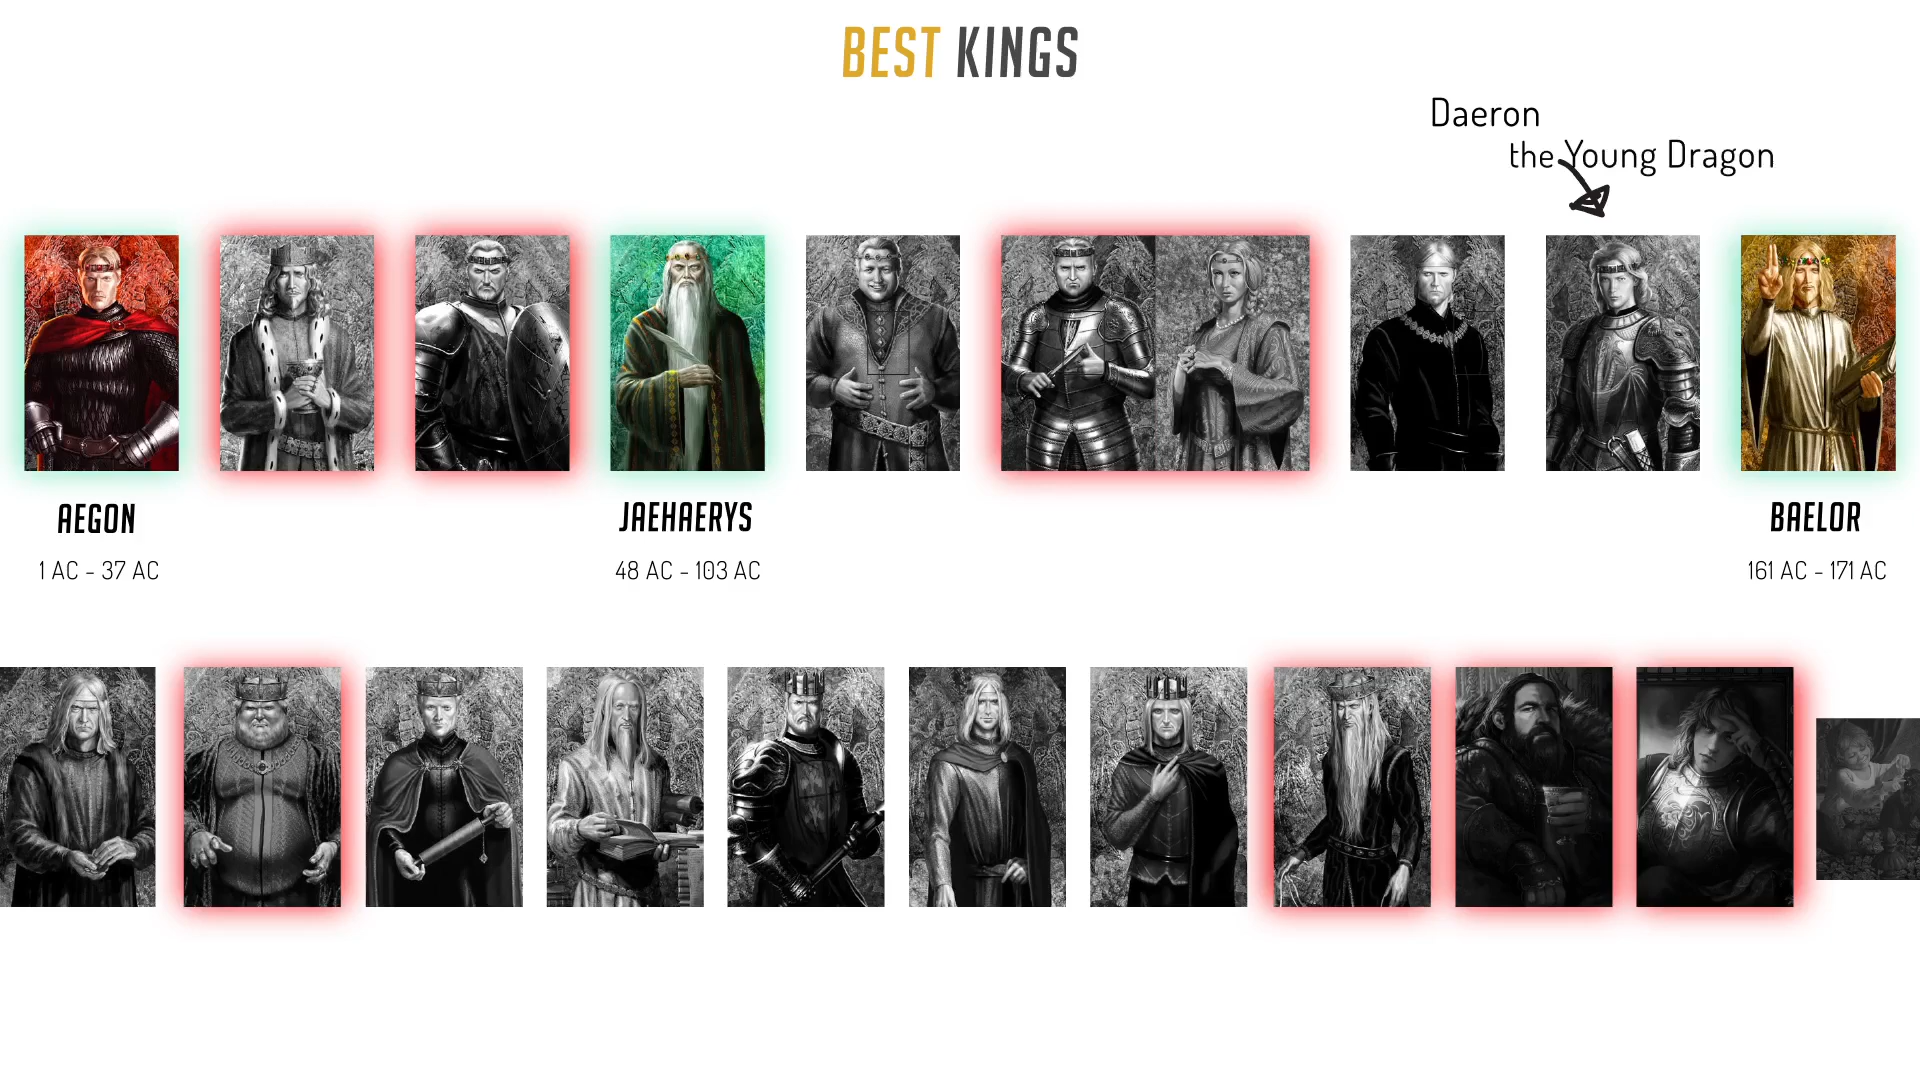 BEST KINGS
Daeron
the Young Dragon
AEGON
JAEHAERYS
BAELOR
1 AC - 37 AC
48 AC - 103 AC
161 AC - 171 AC